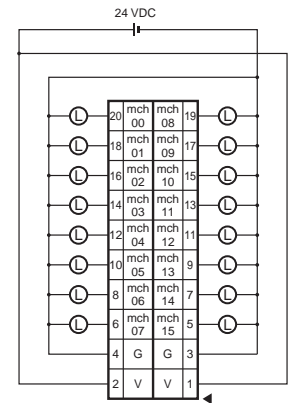 24 VDC
L 20 mch 00 mch 08 19 L
L 18 mch 01 mch 09 17 L
L 16 mch 02 mch 10 15 L
L 14 mch 03 mch 11 13 L
L 12 mch 04 mch 12 11 L
L 10 mch 05 mch 13 9 L
L 8 mch 06 mch 14 7 L
L 6 mch 07 mch 15 5 L
4 G G 3
2 V V 1